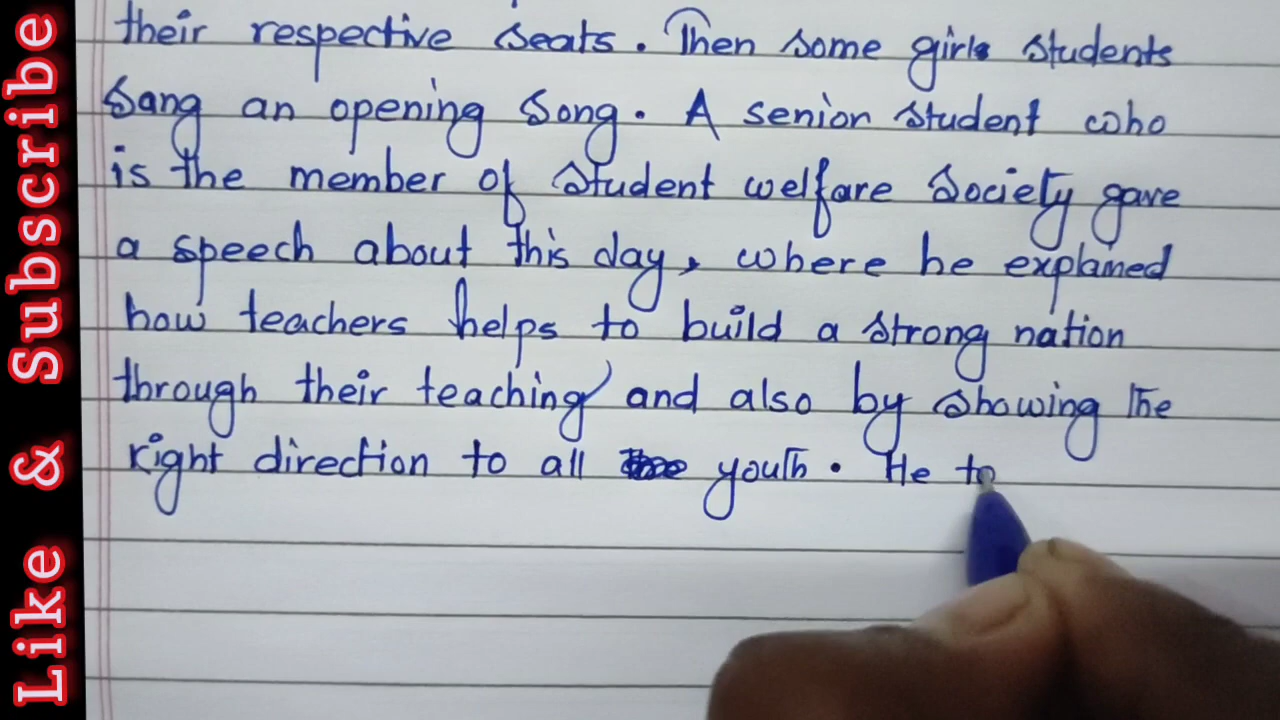 Like & Subscribe
their respective seats. Then some girls students
sang an opening song. A senior student who
is the member of student welfare society gave
a speech about this day, where he explained
how teachers helps to build a strong nation
through their teaching and also by showing the
right direction to all youth. He to